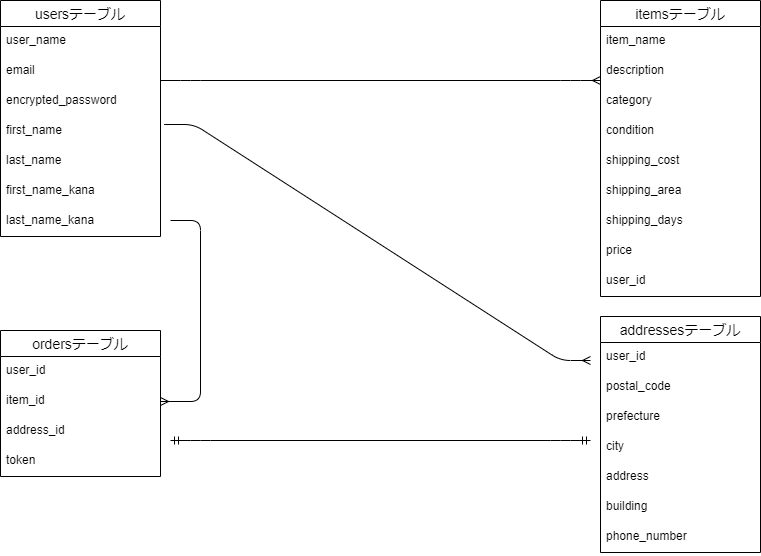 usersテーブル
user_name
email
encrypted_password
first_name
last_name
first_name_kana
last_name_kana
itemsテーブル
item_name
description
category
condition
shipping_cost
shipping_area
shipping_days
price
user_id
ordersテーブル
user_id
item_id
address_id
token
addressesテーブル
user_id
postal_code
prefecture
city
address
building
phone_number